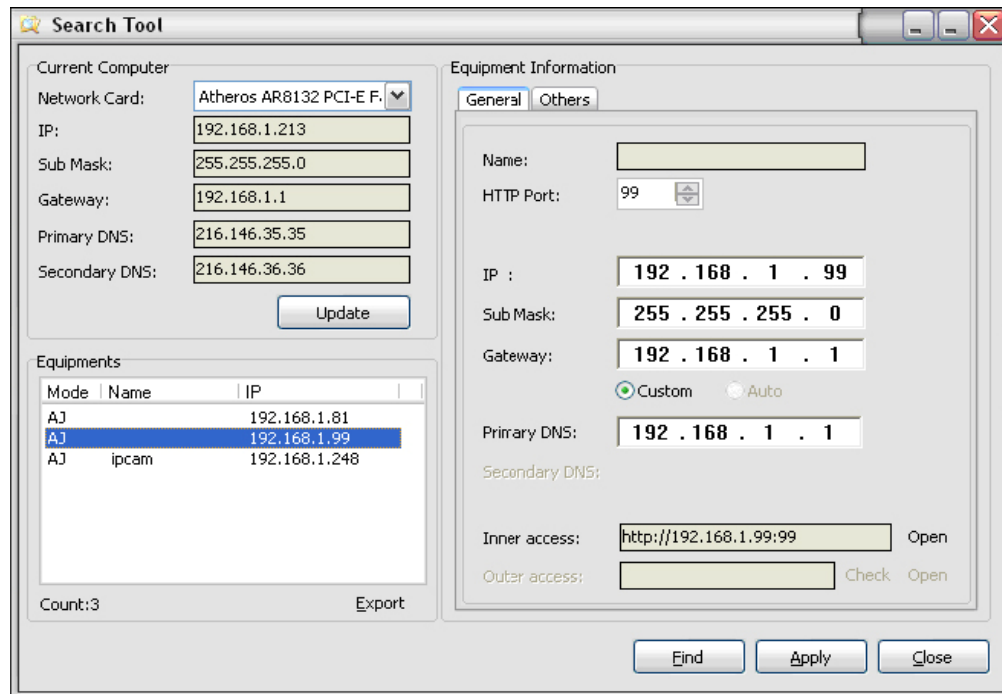 Search Tool
Current Computer
Network Card: Atheros AR8132 PCI-E F.
IP: 192.168.1.213
Sub Mask: 255.255.255.0
Gateway: 192.168.1.1
Primary DNS: 216.146.35.35
Secondary DNS: 216.146.36.36
Update
Equipments
Mode Name IP
AJ 192.168.1.81
AJ 192.168.1.99
AJ ipcam 192.168.1.248
Count:3 Export
Equipment Information
General Others
Name:
HTTP Port: 99
IP : 192 . 168 . 1 . 99
Sub Mask: 255 . 255 . 255 . 0
Gateway: 192 . 168 . 1 . 1
Custom Auto
Primary DNS: 192 . 168 . 1 . 1
Secondary DNS:
Inner access: http://192.168.1.99:99 Open
Outer access: Check Open
Find Apply Close